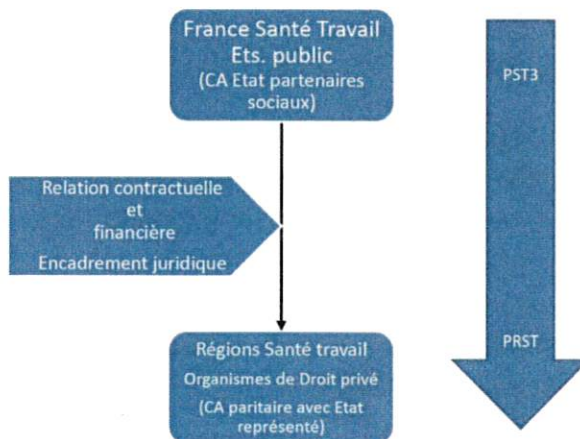 France Santé Travail
Ets. public
(CA Etat partenaires
sociaux)
PST3
Relation contractuelle
et
financière
Encadrement juridique
Régions Santé travail
Organismes de Droit privé
(CA paritaire avec Etat
représenté)
PRST